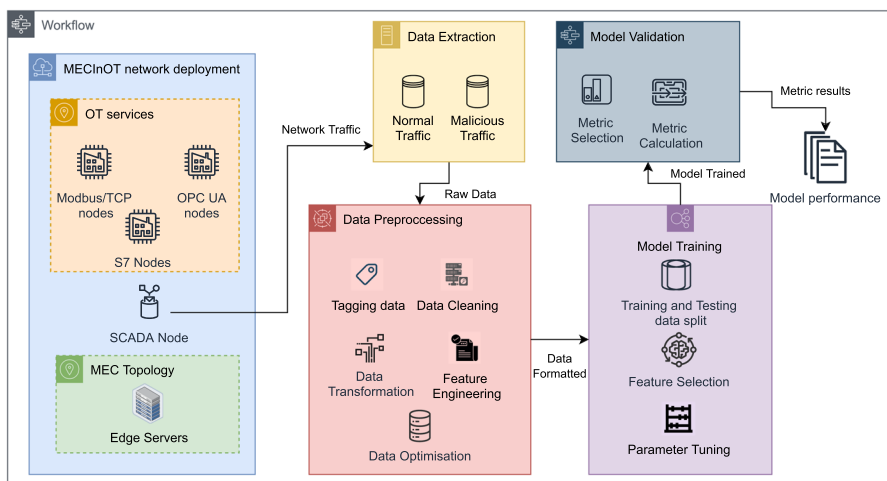 Workflow
MECInOT network deployment
OT services
Modbus/TCP
nodes
OPC UA
nodes
S7 Nodes
SCADA Node
MEC Topology
Edge Servers
Network Traffic
Data Extraction
Normal
Traffic
Malicious
Traffic
Raw Data
Data Preproccessing
Tagging data
Data Cleaning
Data
Transformation
Feature
Engineering
Data Optimisation
Data
Formatted
Model Training
Training and Testing
data split
Feature Selection
Parameter Tuning
Model Trained
Model Validation
Metric
Selection
Metric
Calculation
Metric results
Model performance